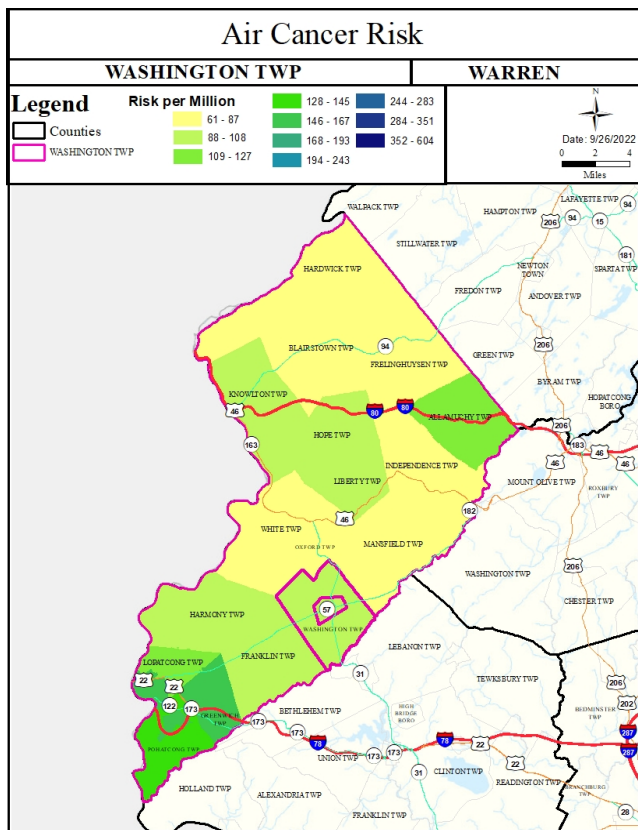 Air Cancer Risk
WASHINGTON TWP
WARREN
Legend
Counties
WASHINGTON TWP
Risk per Million
61 - 87
88 - 108
109 - 127
128 - 145
146 - 167
168 - 193
194 - 243
244 - 283
284 - 351
352 - 604
N
Date: 9/26/2022
0 2 4
Miles
WALPACK TWP
HAMPTON TWP
LAFAYETTE TWP
94
206
94
15
STILLWATER TWP
181
HARDWICK TWP
NEWTON
TOWN
SPARTA TWP
FREDON TWP
ANDOVER TWP
94
206
BLAIRSTOWN TWP
GREEN TWP
FRELINGHUYSEN TWP
BYRAM TWP
KNOWLTON TWP
HOPATCONG
BORO
46
80
80
ALLAMUCHY TWP
206
HOPE TWP
163
183
46
46
46
INDEPENDENCE TWP
LIBERTY TWP
MOUNT OLIVE TWP
ROXBURY
TWP
182
46
WHITE TWP
OXFORD TWP
MANSFIELD TWP
206
WASHINGTON TWP
CHESTER TWP
57
HARMONY TWP
WASHINGTON TWP
LEBANON TWP
FRANKLIN TWP
LOPATCONG TWP
31
TEWKSBURY TWP
22
22
206
122
173
BETHLEHEM TWP
HIGH
BRIDGE
BORO
202
BEDMINSTER
TWP
173
173
78
78
287
22
287
POHATCONG TWP
UNION TWP
173
173
22
31
CLINTON TWP
READINGTON TWP
HOLLAND TWP
ALEXANDRIA TWP
FRANKLIN TWP
28